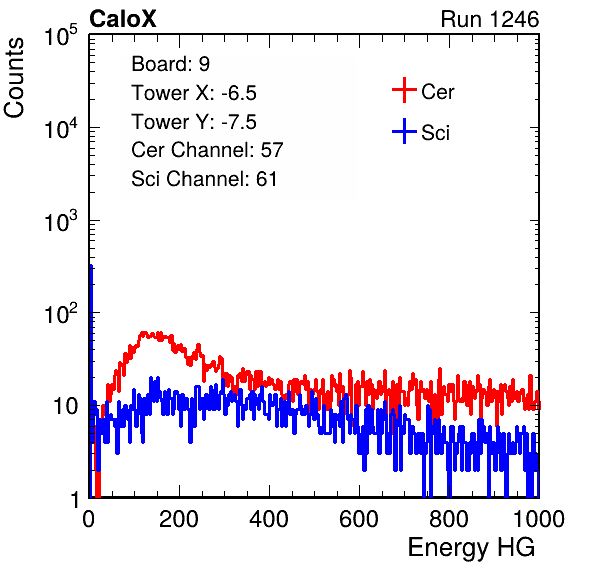 CaloX Run 1246
Counts
10^5
10^4
10^3
10^2
10
1
Board: 9
Tower X: -6.5
Tower Y: -7.5
Cer Channel: 57
Sci Channel: 61
Cer
Sci
0 200 400 600 800 1000
Energy HG